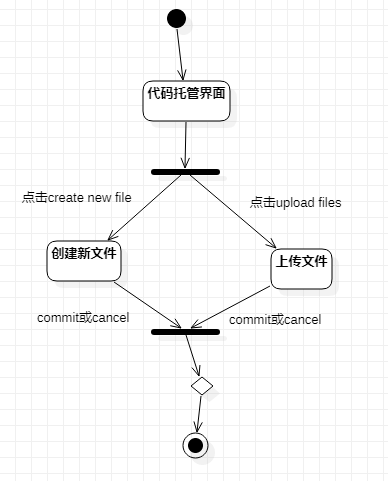 代码托管界面
点击create new file
点击upload files
创建新文件
上传文件
commit或cancel
commit或cancel